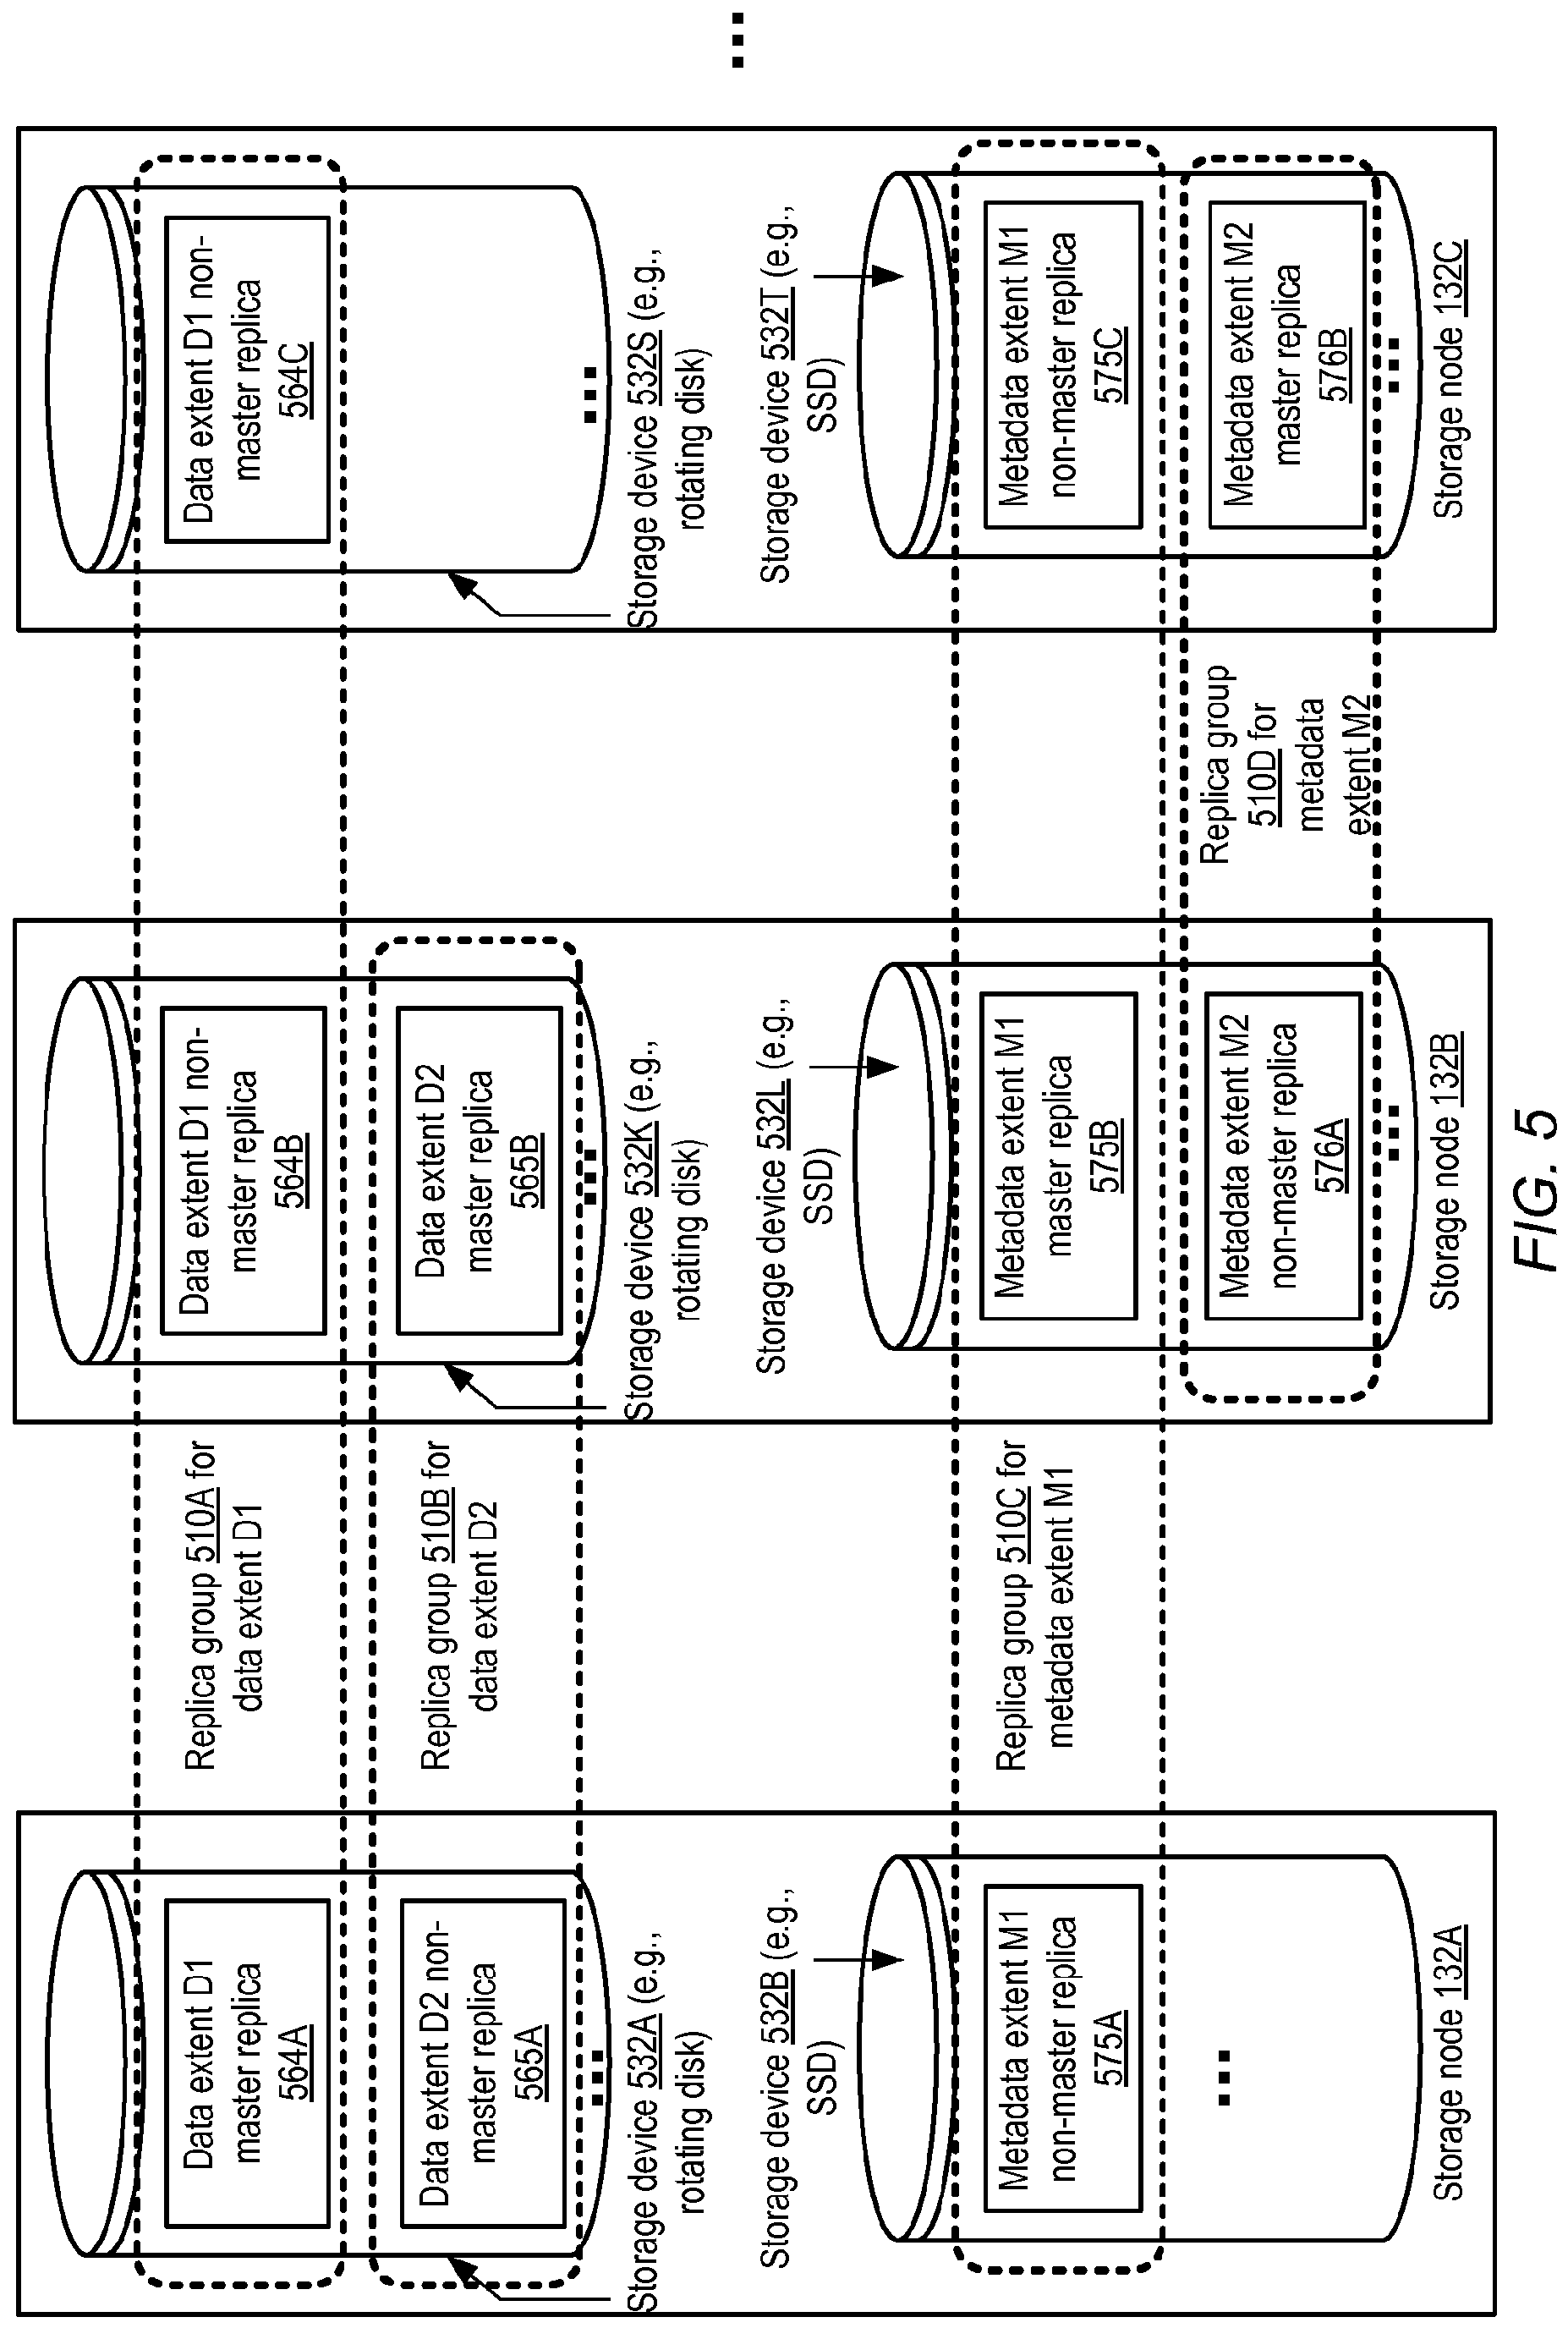 Data extent D1
master replica
564A
Data extent D2 non-
master replica
565A
Storage device 532A (e.g.,
rotating disk)
Storage device 532B (e.g.,
SSD)
Metadata extent M1
non-master replica
575A
Storage node 132A
Replica group 510A for
data extent D1
Replica group 510B for
data extent D2
Replica group 510C for
metadata extent M1
Data extent D1 non-
master replica
564B
Data extent D2
master replica
565B
Storage device 532K (e.g.,
rotating disk)
Storage device 532L (e.g.,
SSD)
Metadata extent M1
master replica
575B
Metadata extent M2
non-master replica
576A
Storage node 132B
Replica group
510D for
metadata
extent M2
Data extent D1 non-
master replica
564C
Storage device 532S (e.g.,
rotating disk)
Storage device 532T (e.g.,
SSD)
Metadata extent M1
non-master replica
575C
Metadata extent M2
master replica
576B
Storage node 132C
FIG. 5